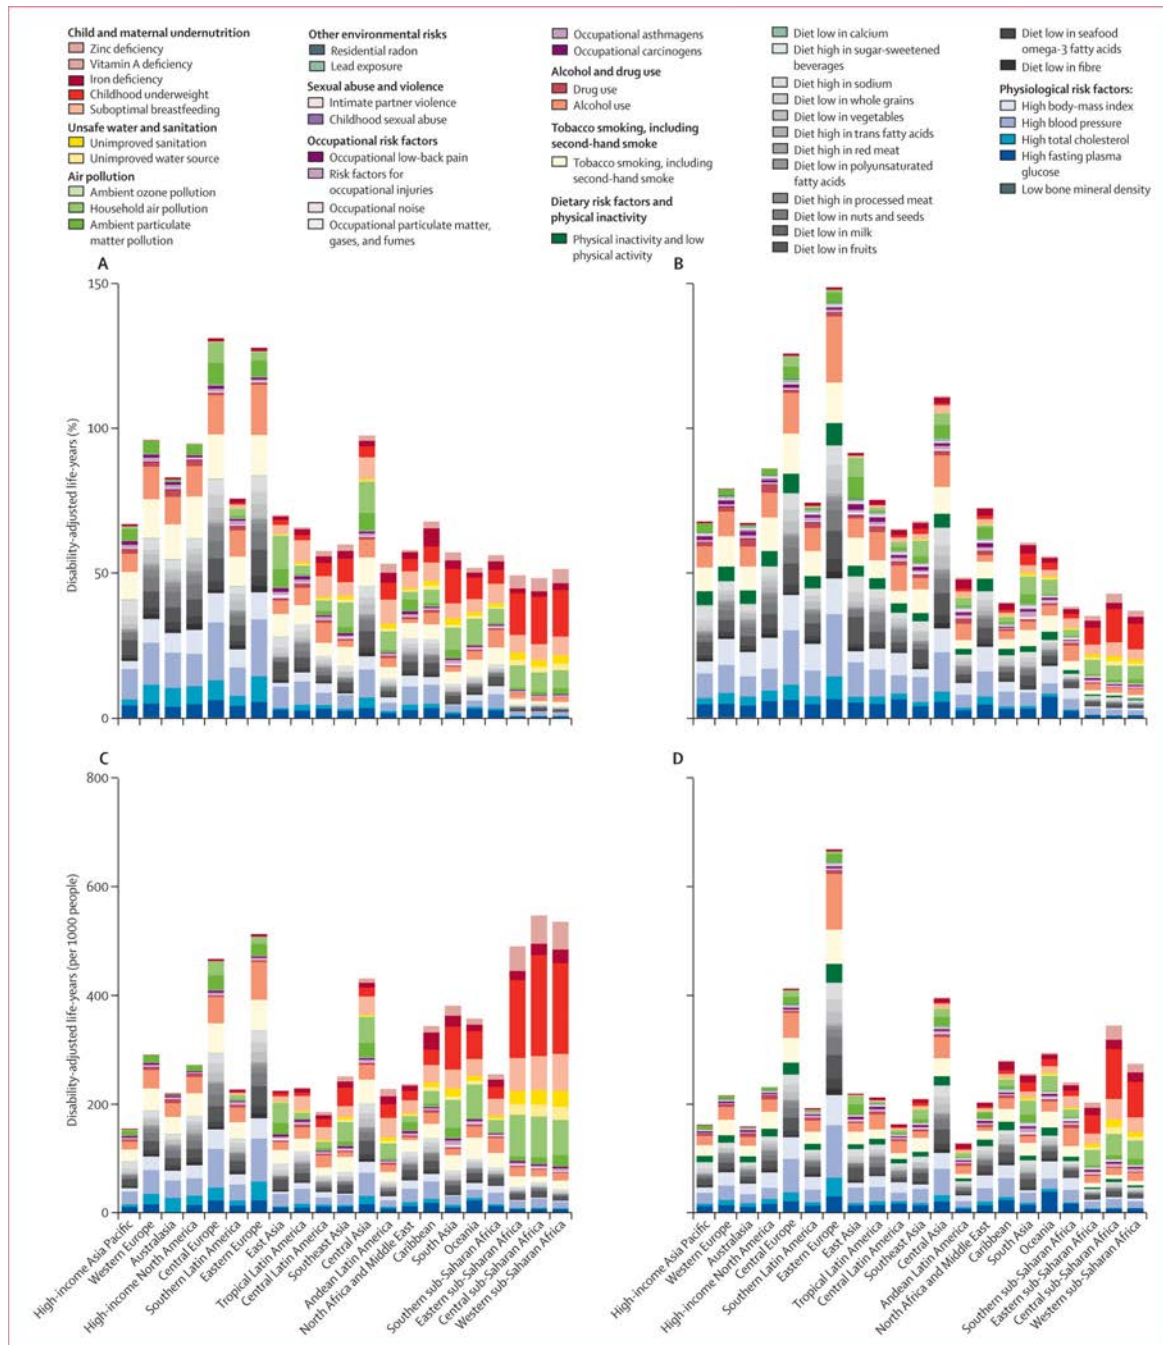 Child and maternal undernutrition
Zinc deficiency
Vitamin A deficiency
Iron deficiency
Childhood underweight
Suboptimal breastfeeding
Unsafe water and sanitation
Unimproved sanitation
Unimproved water source
Air pollution
Ambient ozone pollution
Household air pollution
Ambient particulate
matter pollution
Other environmental risks
Residential radon
Lead exposure
Sexual abuse and violence
Intimate partner violence
Childhood sexual abuse
Occupational risk factors
Occupational low-back pain
Risk factors for
occupational injuries
Occupational noise
Occupational particulate matter,
gases, and fumes
Occupational asthmagens
Occupational carcinogens
Alcohol and drug use
Drug use
Alcohol use
Tobacco smoking, including
second-hand smoke
Tobacco smoking, including
second-hand smoke
Dietary risk factors and
physical inactivity
Physical inactivity and low
physical activity
Diet low in calcium
Diet high in sugar-sweetened
beverages
Diet high in sodium
Diet low in whole grains
Diet low in vegetables
Diet high in trans fatty acids
Diet high in red meat
Diet low in polyunsaturated
fatty acids
Diet high in processed meat
Diet low in nuts and seeds
Diet low in milk
Diet low in fruits
Diet low in seafood
omega-3 fatty acids
Diet low in fibre
Physiological risk factors:
High body-mass index
High blood pressure
High total cholesterol
High fasting plasma
glucose
Low bone mineral density
A
150
100
50
0
Disability-adjusted life-years (%)
B
C
800
600
400
200
0
Disability-adjusted life-years (per 1000 people)
High-income Asia Pacific
Western Europe
Australasia
High-income North America
Central Europe
Southern Latin America
Eastern Europe
East Asia
Tropical Latin America
Central Latin America
Southeast Asia
Central Asia
Andean Latin America
North Africa and Middle East
Caribbean
South Asia
Oceania
Southern sub-Saharan Africa
Eastern sub-Saharan Africa
Central sub-Saharan Africa
Western sub-Saharan Africa
D
High-income Asia Pacific
Western Europe
Australasia
High-income North America
Central Europe
Southern Latin America
Eastern Europe
East Asia
Tropical Latin America
Central Latin America
Southeast Asia
Central Asia
Andean Latin America
North Africa and Middle East
Caribbean
South Asia
Oceania
Southern sub-Saharan Africa
Eastern sub-Saharan Africa
Central sub-Saharan Africa
Western sub-Saharan Africa